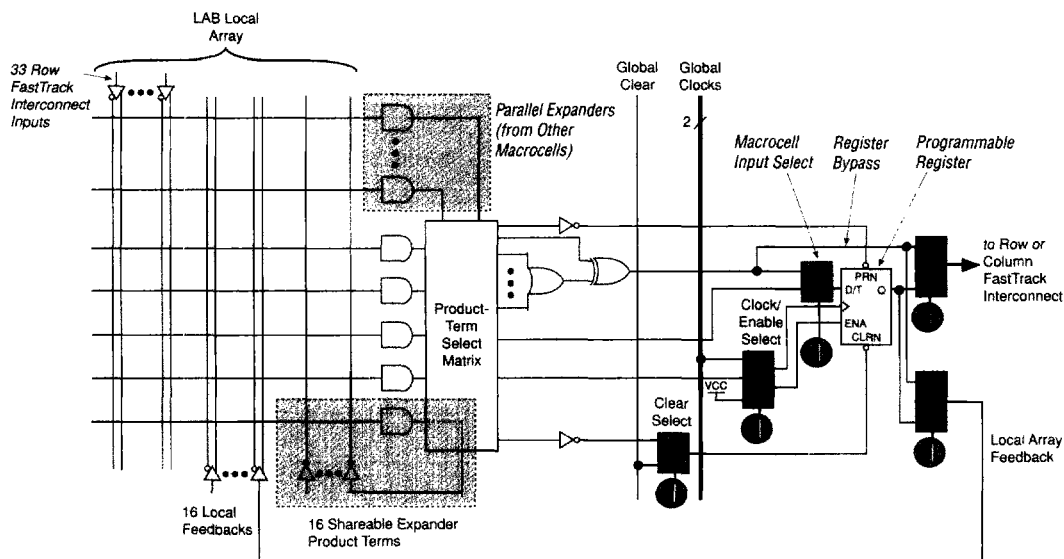 LAB Local
Array
33 Row
FastTrack
Interconnect
Inputs
Global
Clear
Global
Clocks
2
Parallel Expanders
(from Other
Macrocells)
Macrocell
Input Select
Register
Bypass
Programmable
Register
to Row or
Column
FastTrack
Interconnect
Product-
Term
Select
Matrix
PRN
D/T
Q
ENA
CLRN
Clock/
Enable
Select
VCC
Clear
Select
Local Array
Feedback
16 Local
Feedbacks
16 Shareable Expander
Product Terms